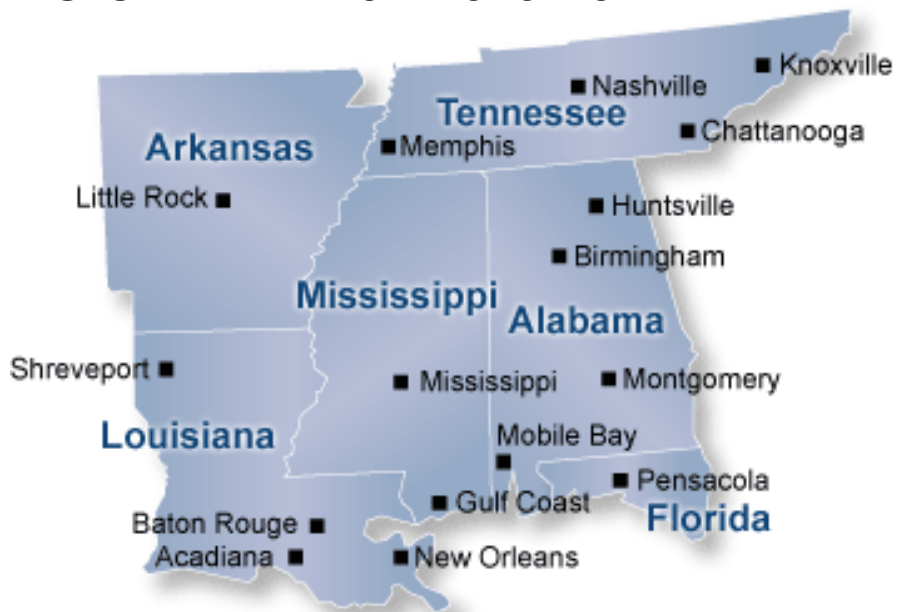 Knoxville
Nashville
Tennessee
Chattanooga
Arkansas
Memphis
Little Rock
Huntsville
Birmingham
Mississippi
Alabama
Shreveport
Mississippi
Montgomery
Louisiana
Mobile Bay
Pensacola
Gulf Coast
Florida
Baton Rouge
Acadiana
New Orleans